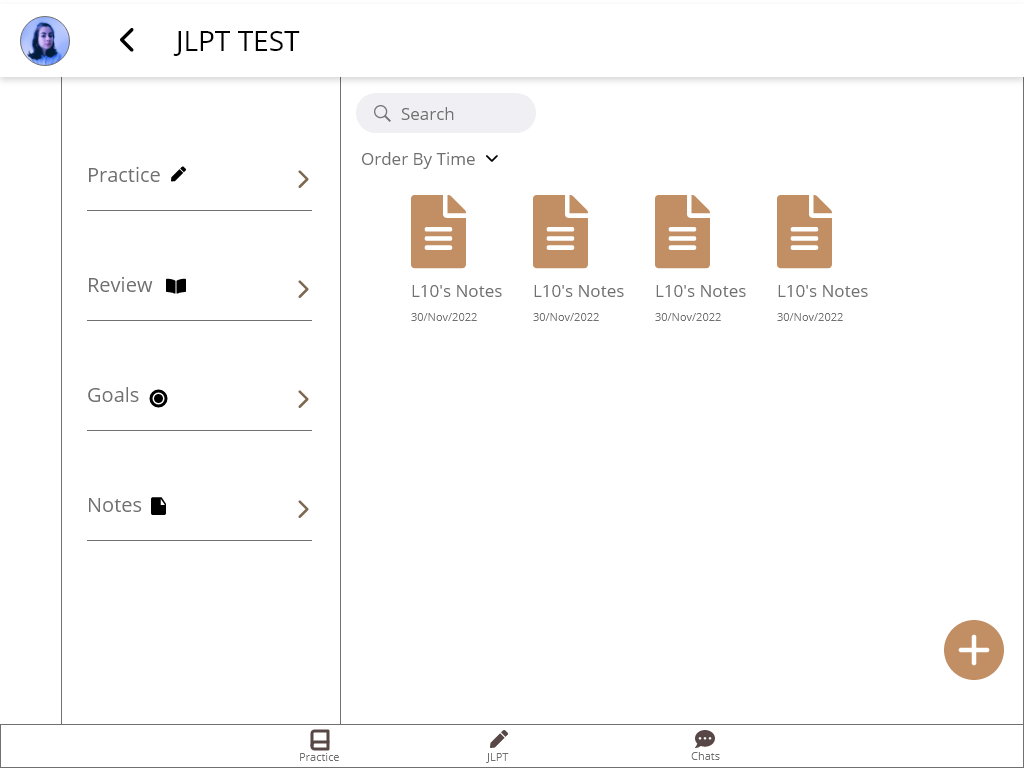 JLPT TEST
Practice
Review
Goals
Notes
Search
Order By Time
L10's Notes L10's Notes L10's Notes L10's Notes
30/Nov/2022 30/Nov/2022 30/Nov/2022 30/Nov/2022
Practice JLPT Chats